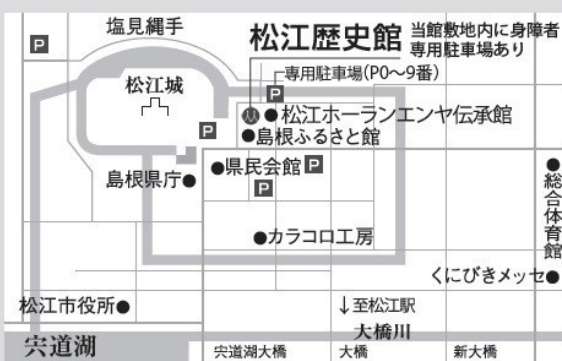 塩見縄手
松江歴史館
当館敷地内に身障者
専用駐車場あり
P
専用駐車場(P0〜9番)
松江城
P
●松江ホーランエンヤ伝承館
P
●島根ふるさと館
●県民会館 P
島根県庁●
P
●総合体育館
●カラコロ工房
くにびきメッセ●
松江市役所●
↓至松江駅
大橋川
宍道湖
宍道湖大橋
大橋
新大橋